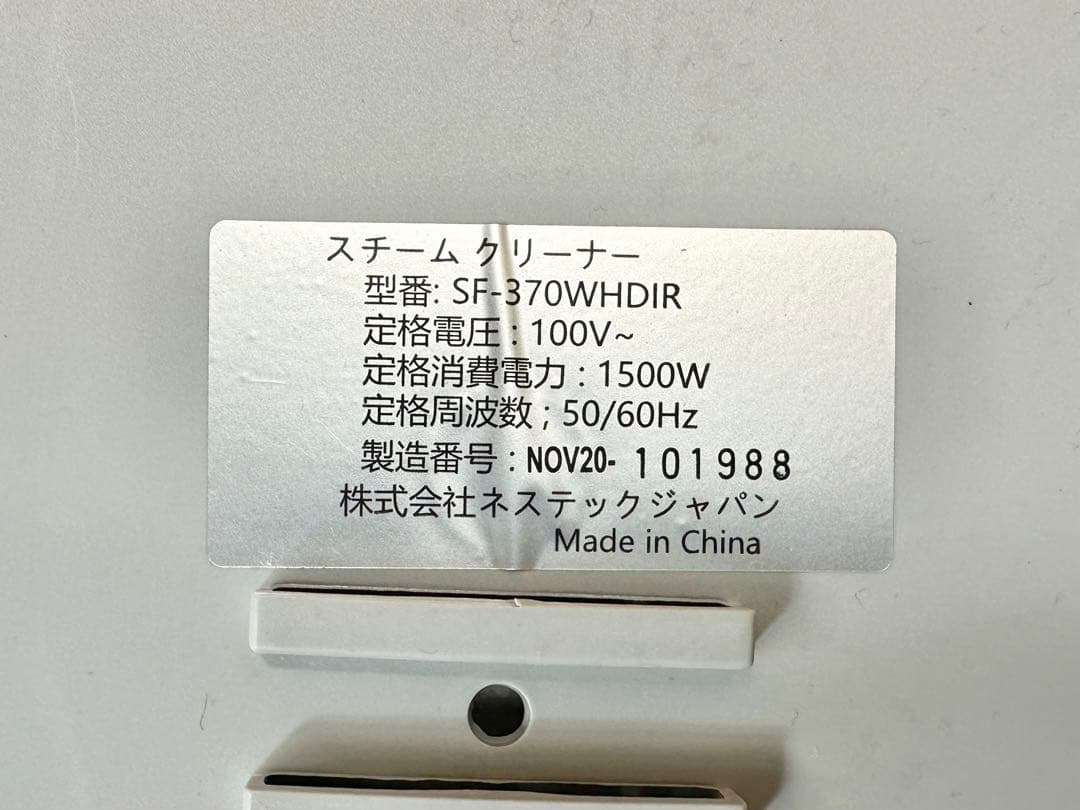 スチーム クリーナー
型番: SF-370WHDIR
定格電圧 : 100V~
定格消費電力 : 1500W
定格周波数 ; 50/60Hz
製造番号 : NOV20- 101988
株式会社ネステックジャパン
Made in China